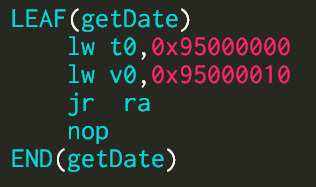 LEAF(getDate)
    lw t0,0x95000000
    lw v0,0x95000010
    jr  ra
    nop
END(getDate)